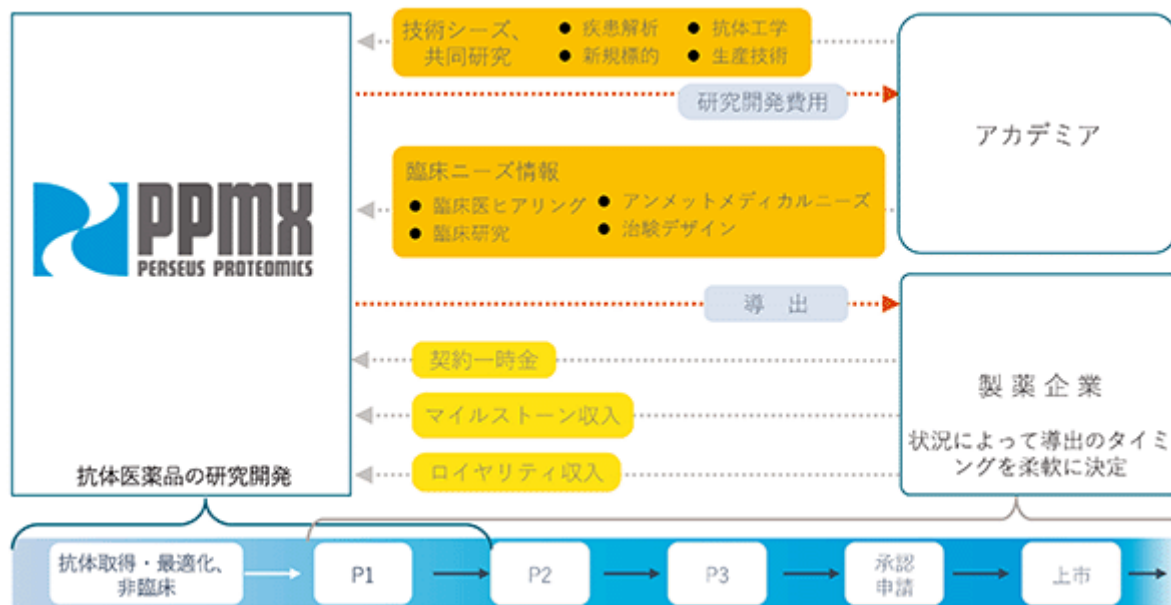 技術シーズ、
共同研究
● 疾患解析 ● 抗体工学
● 新規標的 ● 生産技術
研究開発費用
アカデミア
臨床ニーズ情報
● 臨床医ヒアリング ● アンメットメディカルニーズ
● 臨床研究 ● 治験デザイン
PPMX
PERSEUS PROTEOMICS
導 出
契約一時金
製 薬 企 業
マイルストーン収入
状況によって導出のタイミ
ングを柔軟に決定
ロイヤリティ収入
抗体医薬品の研究開発
抗体取得・最適化、
非臨床
P1
P2
P3
承認
申請
上市